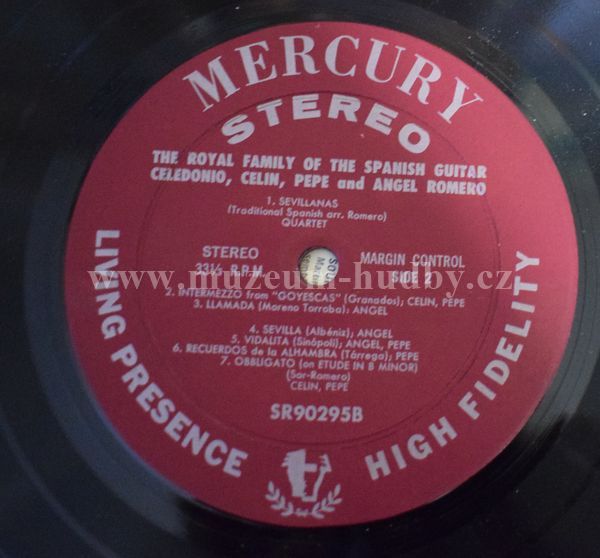 MERCURY
STEREO
THE ROYAL FAMILY OF THE SPANISH GUITAR
CELEDONIO, CELIN, PEPE and ANGEL ROMERO
1. SEVILLANAS
(Traditional Spanish arr. Romero)
QUARTET
STEREO
33⅓ R.P.M.
MARGIN CONTROL
SIDE 2
www.muzeum-hudby.cz
2. INTERMEZZO from "GOYESCAS" (Granados); CELIN, PEPE
3. LLAMADA (Moreno Torroba); ANGEL
4. SEVILLA (Albéniz); ANGEL
5. VIDALITA (Sinópoli); ANGEL, PEPE
6. RECUERDOS de la ALHAMBRA (Tárrega); PEPE
7. OBBLIGATO (on ETUDE IN B MINOR)
(Sor-Romero)
CELIN, PEPE
SR90295B
LIVING PRESENCE
HIGH FIDELITY